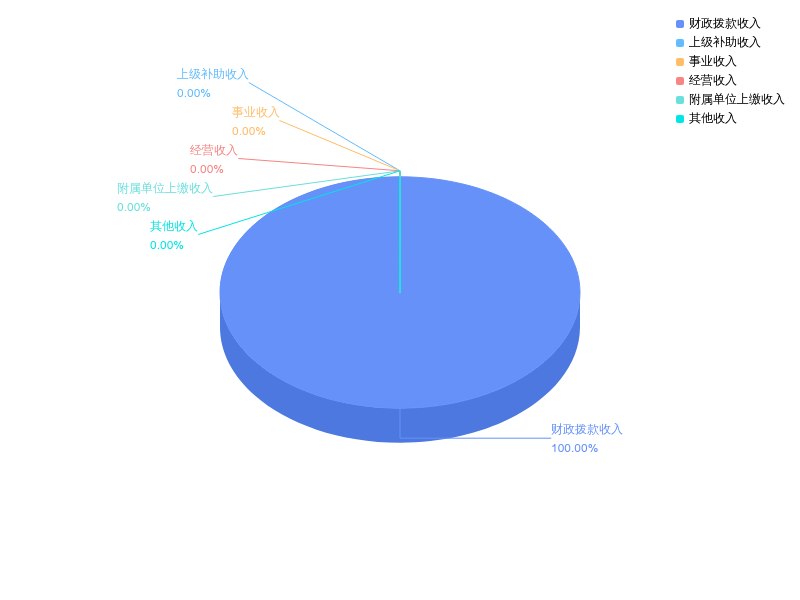 财政拨款收入
上级补助收入
事业收入
经营收入
附属单位上缴收入
其他收入
上级补助收入
0.00%
事业收入
0.00%
经营收入
0.00%
附属单位上缴收入
0.00%
其他收入
0.00%
财政拨款收入
100.00%